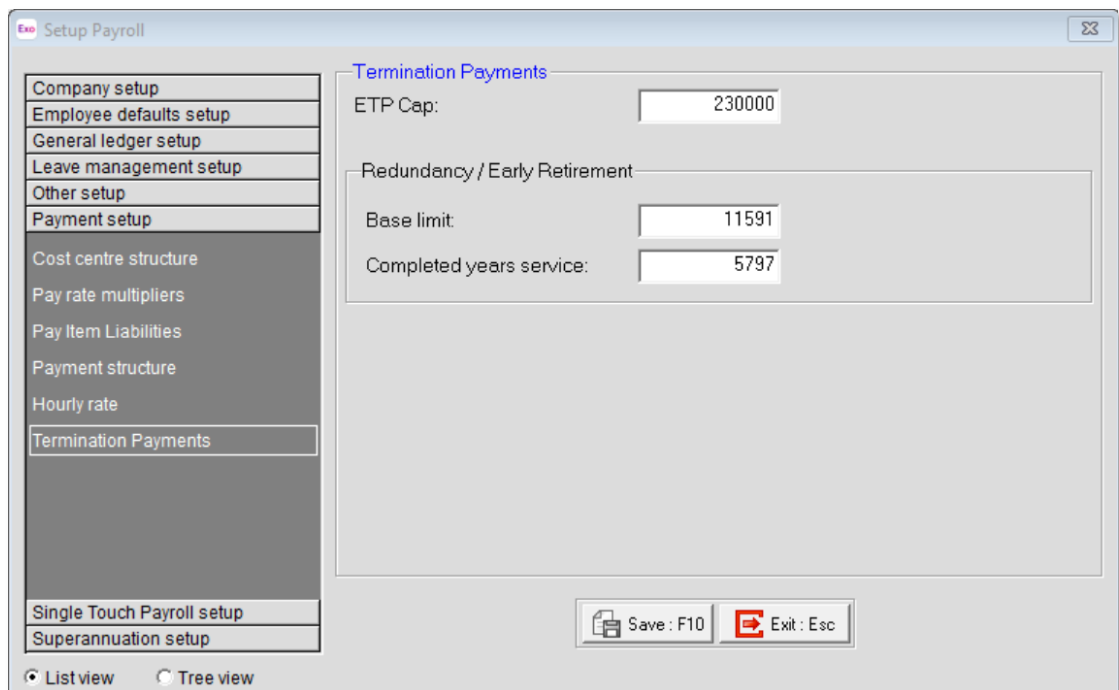 Exo Setup Payroll
Company setup
Employee defaults setup
General ledger setup
Leave management setup
Other setup
Payment setup
Cost centre structure
Pay rate multipliers
Pay Item Liabilities
Payment structure
Hourly rate
Termination Payments
Single Touch Payroll setup
Superannuation setup
List view Tree view
Termination Payments
ETP Cap: 230000
Redundancy / Early Retirement
Base limit: 11591
Completed years service: 5797
Save : F10 Exit : Esc